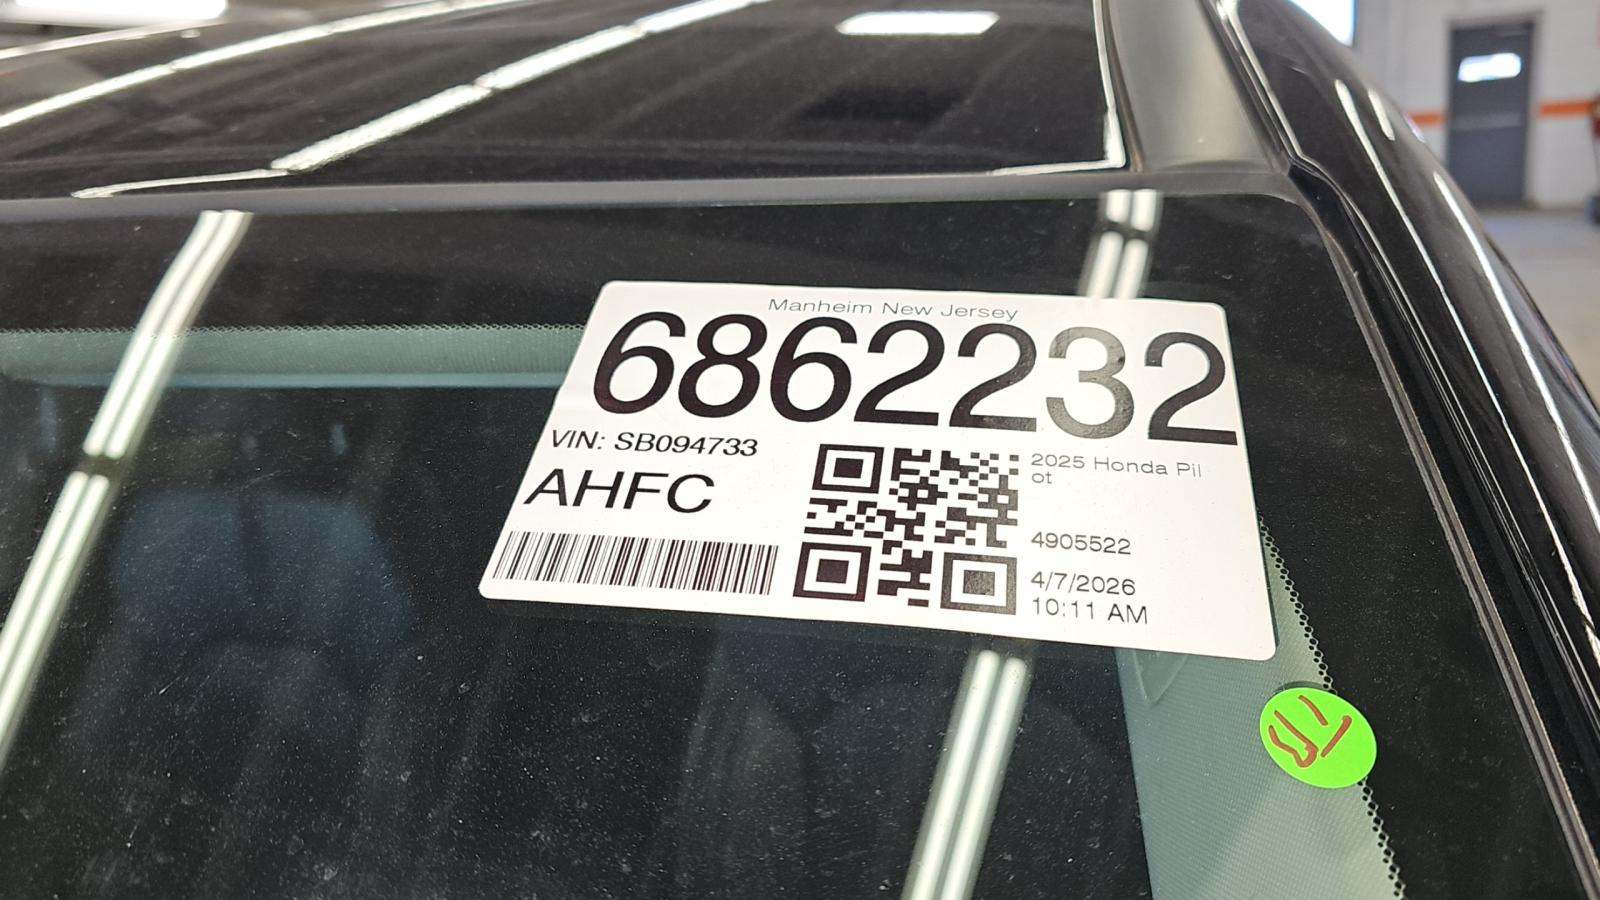 Manheim New Jersey
6862232
VIN: SB094733
AHFC
2025 Honda Pil
ot
4905522
4/7/2026
10:11 AM